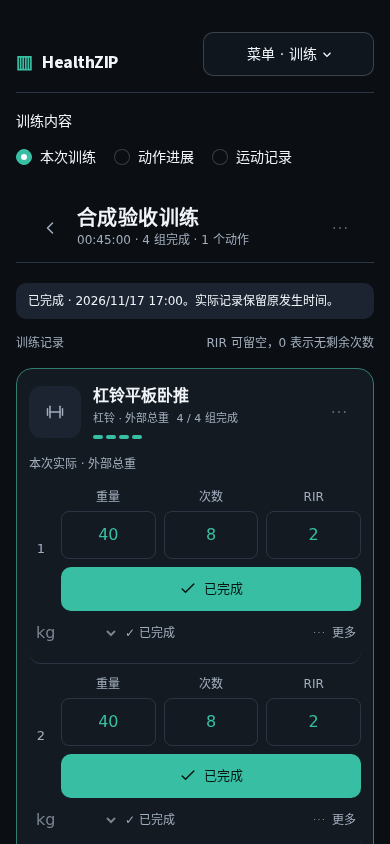 HealthZIP
菜单 · 训练
训练内容
本次训练 动作进展 运动记录
合成验收训练
00:45:00 · 4 组完成 · 1 个动作
...
已完成 · 2026/11/17 17:00。实际记录保留原发生时间。
训练记录 RIR 可留空，0 表示无剩余次数
杠铃平板卧推
杠铃 · 外部总重 4 / 4 组完成
...
本次实际 · 外部总重
重量 次数 RIR
1 40 8 2
✓ 已完成
kg ✓ 已完成 ... 更多
重量 次数 RIR
2 40 8 2
✓ 已完成
kg ✓ 已完成 ... 更多